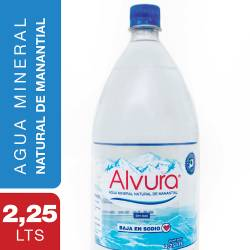 AGUA MINERAL
NATURAL DE MANANTIAL
2,25
LTS
Alvura
AGUA MINERAL NATURAL DE MANANTIAL
BAJA EN SODIO